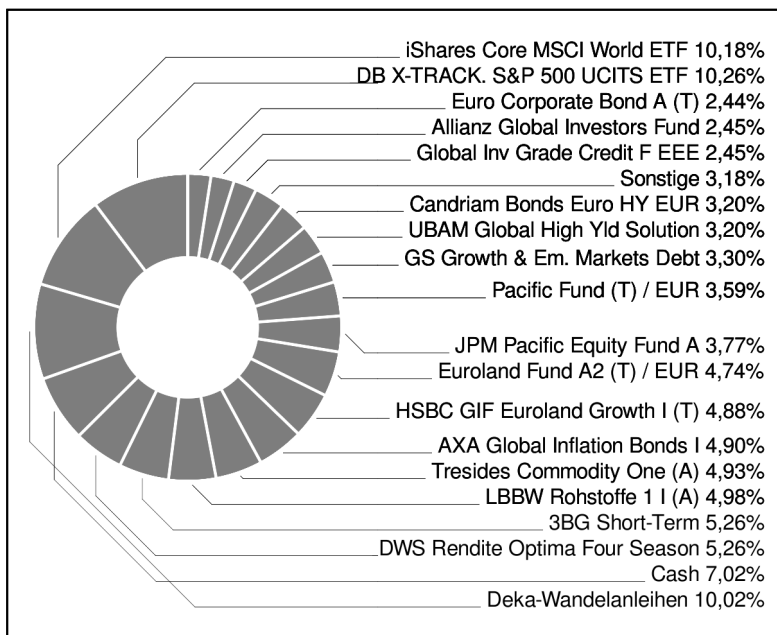 iShares Core MSCI World ETF 10,18%
DB X-TRACK. S&P 500 UCITS ETF 10,26%
Euro Corporate Bond A (T) 2,44%
Allianz Global Investors Fund 2,45%
Global Inv Grade Credit F EEE 2,45%
Sonstige 3,18%
Candriam Bonds Euro HY EUR 3,20%
UBAM Global High Yld Solution 3,20%
GS Growth & Em. Markets Debt 3,30%
Pacific Fund (T) / EUR 3,59%
JPM Pacific Equity Fund A 3,77%
Euroland Fund A2 (T) / EUR 4,74%
HSBC GIF Euroland Growth I (T) 4,88%
AXA Global Inflation Bonds I 4,90%
Tresides Commodity One (A) 4,93%
LBBW Rohstoffe 1 I (A) 4,98%
3BG Short-Term 5,26%
DWS Rendite Optima Four Season 5,26%
Cash 7,02%
Deka-Wandelanleihen 10,02%